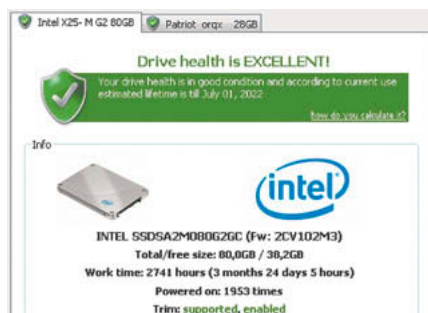 Intel X25- M G2 80GB Patriot orqx 28GB
Drive health is EXCELLENT!
Your drive health is in good condition and according to current use
estimated lifetime is till July 01, 2022
how do you calculate it?
Info
intel
INTEL SSDSA2M080G2GC (Fw: 2CV102M3)
Total/free size: 80,0GB / 38,2GB
Work time: 2741 hours (3 months 24 days 5 hours)
Powered on: 1953 times
Trim: supported, enabled